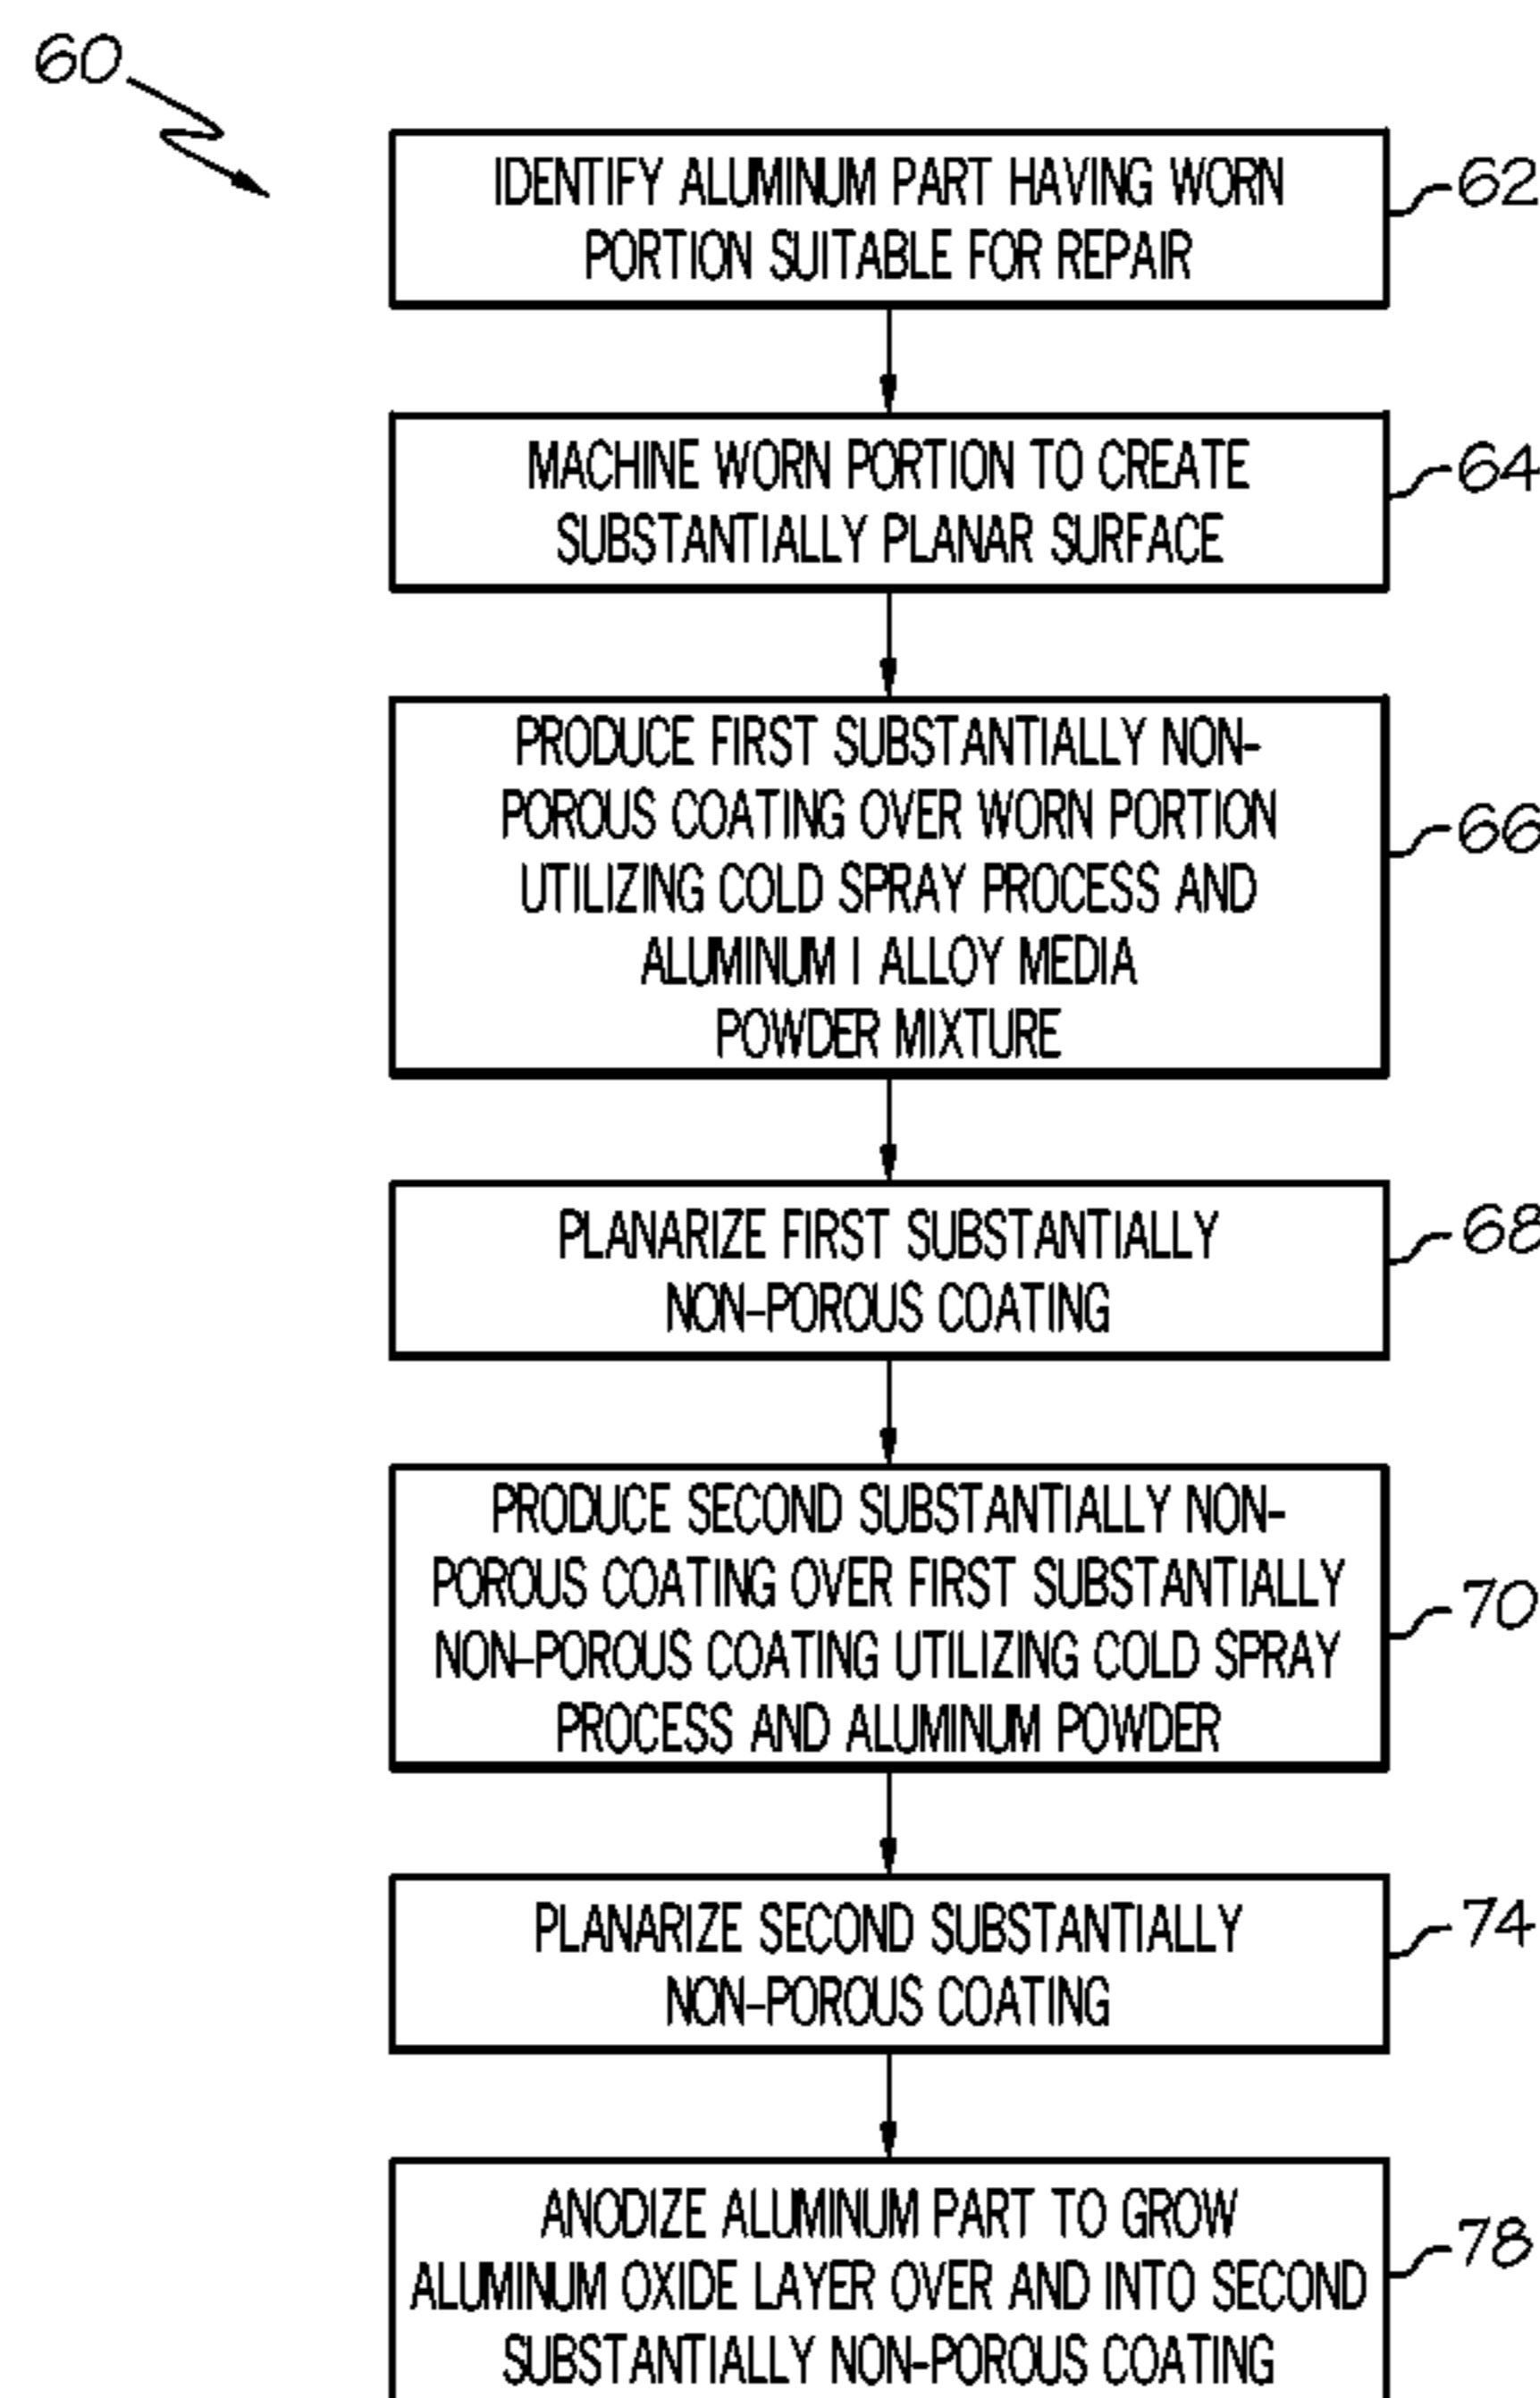 60
IDENTIFY ALUMINUM PART HAVING WORN
PORTION SUITABLE FOR REPAIR
62
MACHINE WORN PORTION TO CREATE
SUBSTANTIALLY PLANAR SURFACE
64
PRODUCE FIRST SUBSTANTIALLY NON-
POROUS COATING OVER WORN PORTION
UTILIZING COLD SPRAY PROCESS AND
ALUMINUM I ALLOY MEDIA
POWDER MIXTURE
66
PLANARIZE FIRST SUBSTANTIALLY
NON-POROUS COATING
68
PRODUCE SECOND SUBSTANTIALLY NON-
POROUS COATING OVER FIRST SUBSTANTIALLY
NON-POROUS COATING UTILIZING COLD SPRAY
PROCESS AND ALUMINUM POWDER
70
PLANARIZE SECOND SUBSTANTIALLY
NON-POROUS COATING
74
ANODIZE ALUMINUM PART TO GROW
ALUMINUM OXIDE LAYER OVER AND INTO SECOND
SUBSTANTIALLY NON-POROUS COATING
78